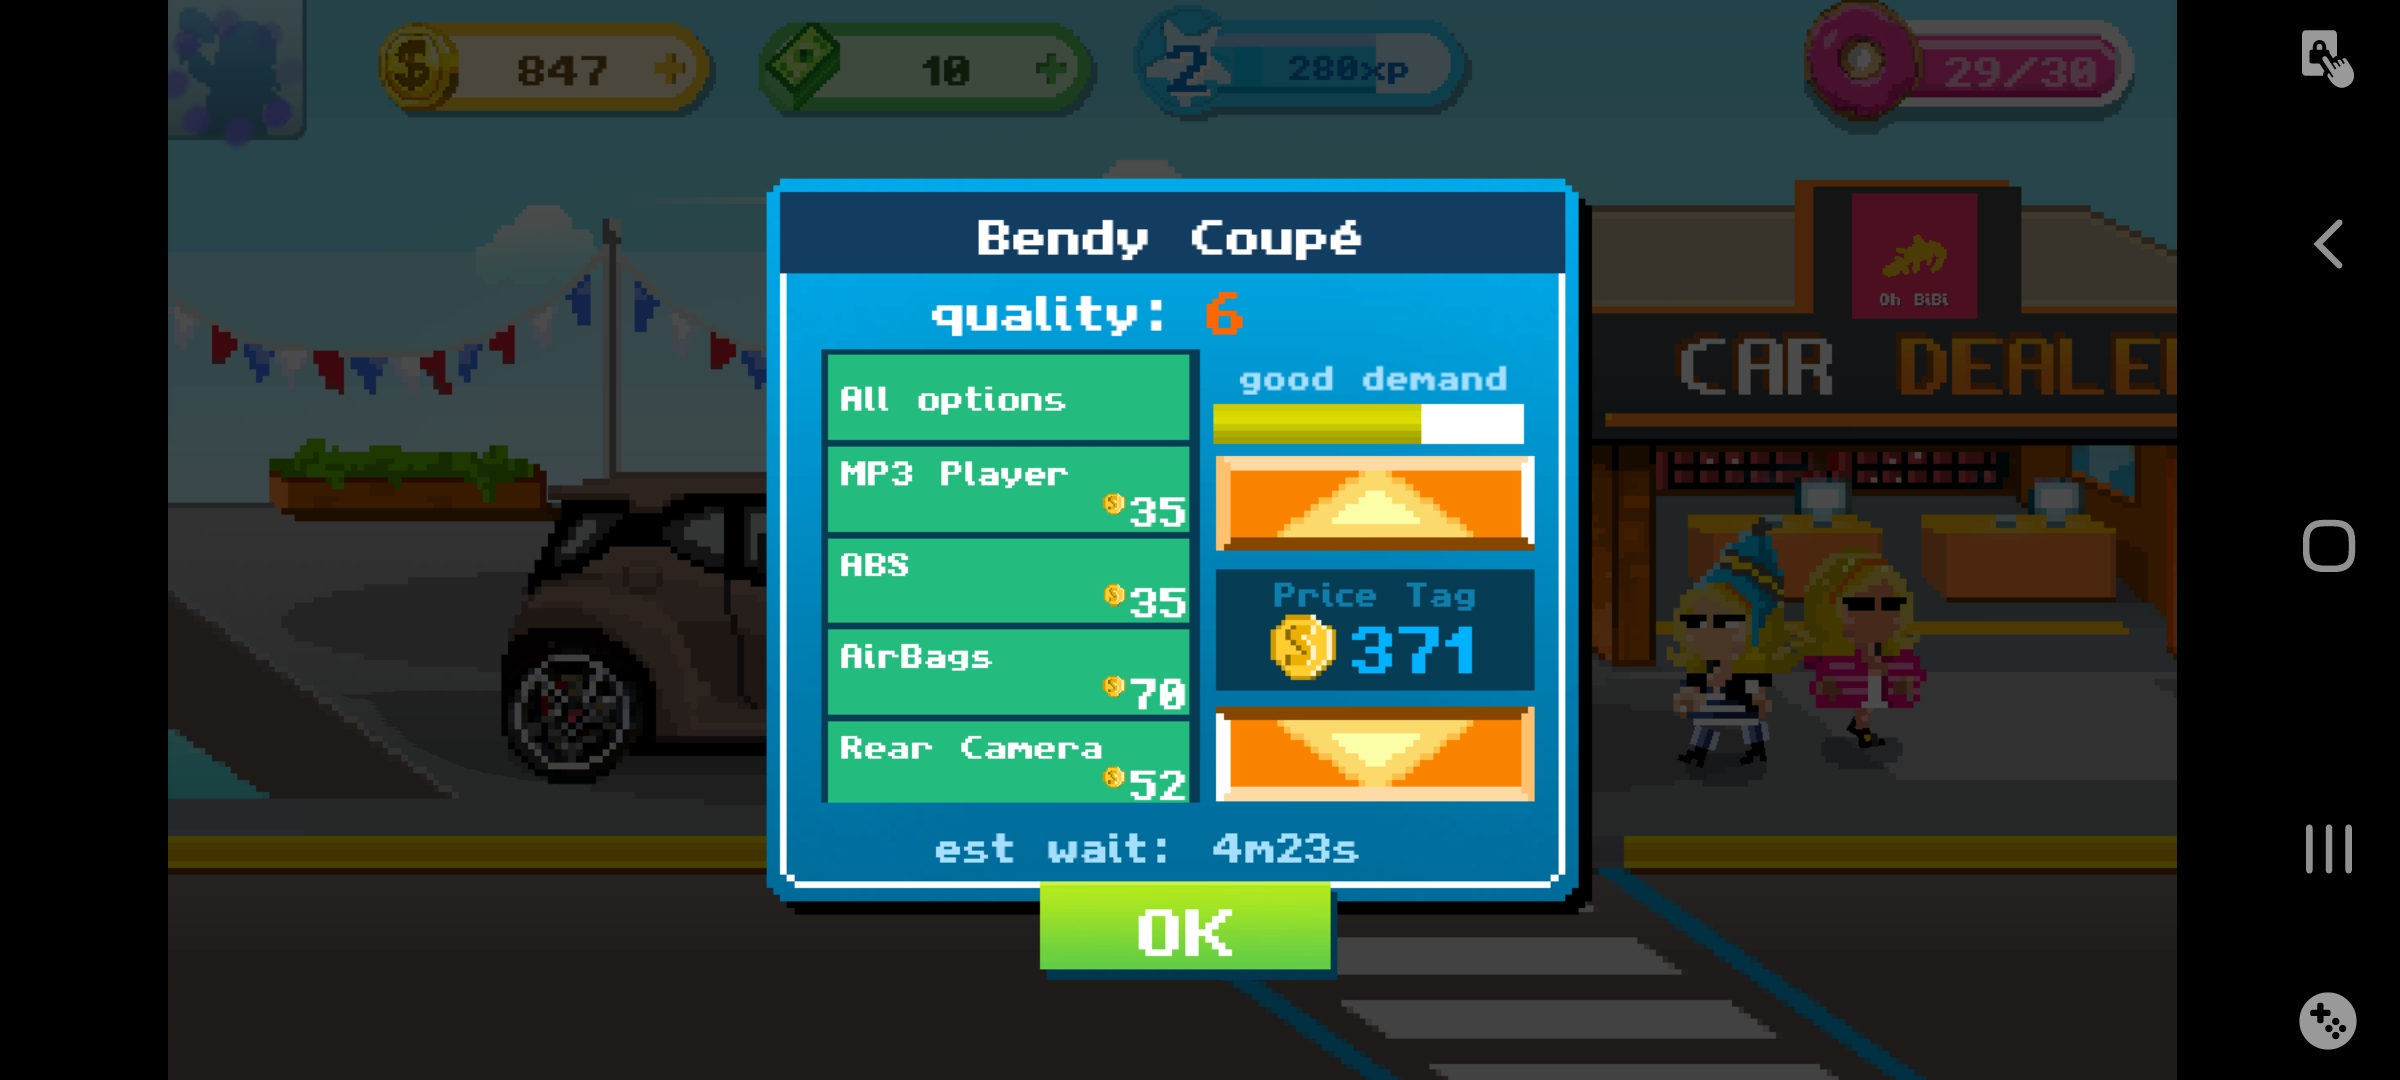 847
10
2
280xp
29/30
Bendy Coupé
quality: 6
All options
MP3 Player
35
ABS
35
AirBags
70
Rear Camera
52
good demand
Price Tag
371
est wait: 4m23s
OK
Oh BiBi
CAR DEALE